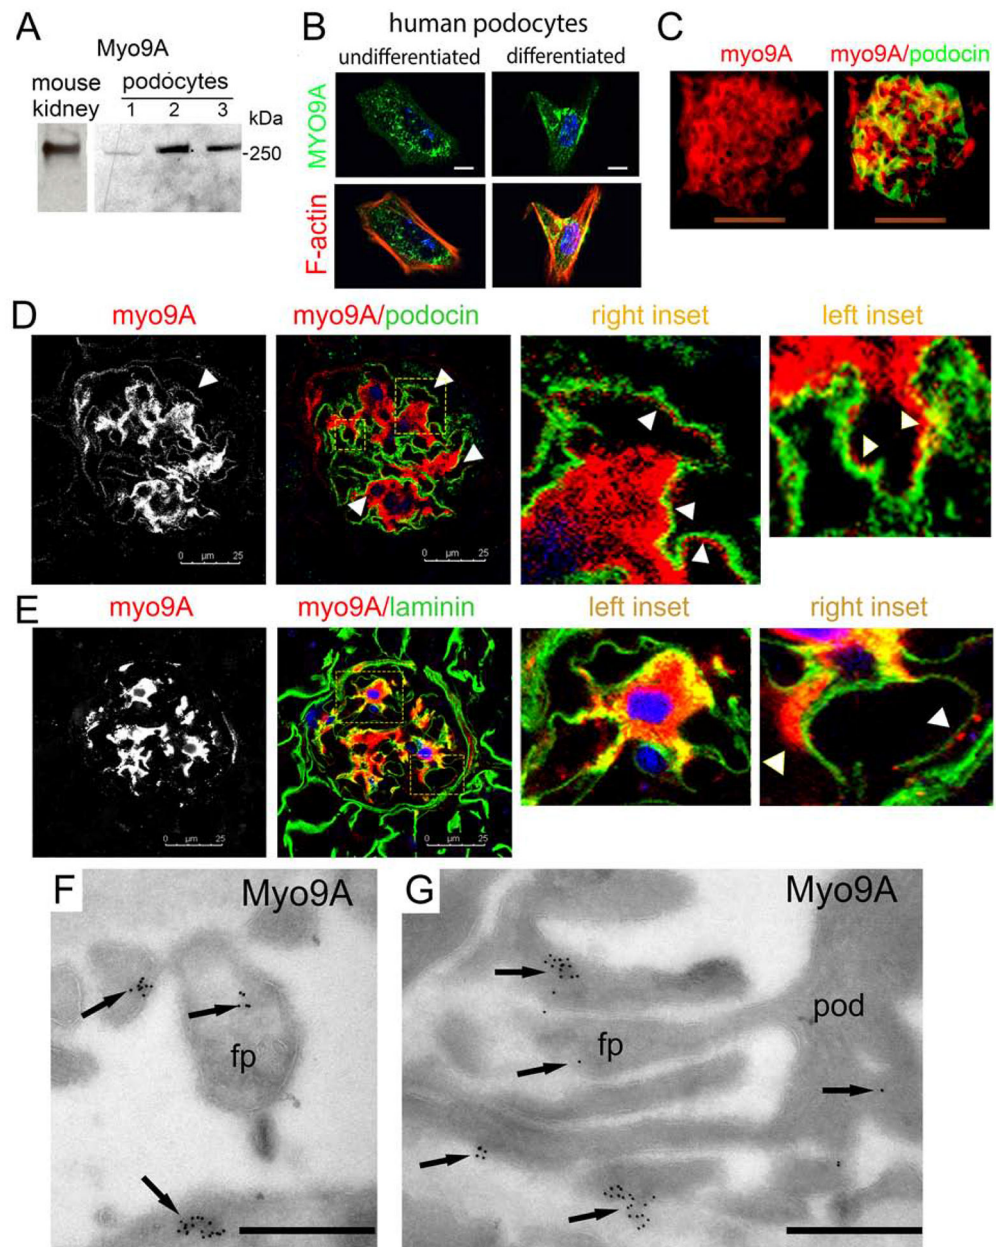 A
Myo9A
mouse
kidney
podocytes
1 2 3
kDa
-250
B
human podocytes
undifferentiated differentiated
MYO9A
F-actin
C
myo9A myo9A/podocin
D
myo9A myo9A/podocin right inset left inset
0 µm 25 0 µm 25
E
myo9A myo9A/laminin left inset right inset
0 µm 25 0 µm 25
F Myo9A
fp
G Myo9A
fp pod